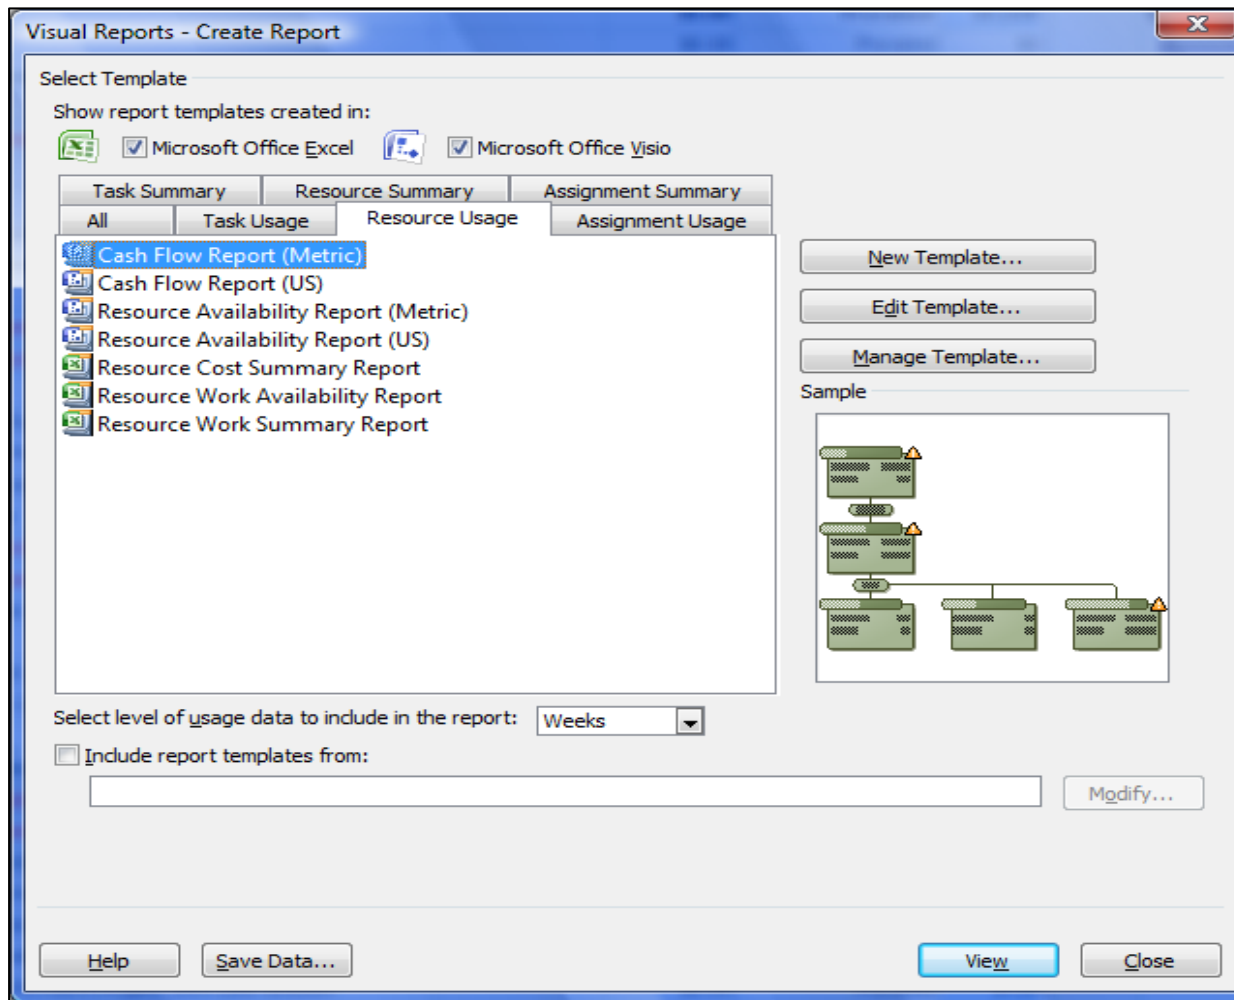 Visual Reports - Create Report
Select Template
Show report templates created in:
Microsoft Office Excel Microsoft Office Visio
Task Summary Resource Summary Assignment Summary
All Task Usage Resource Usage Assignment Usage
Cash Flow Report (Metric)
Cash Flow Report (US)
Resource Availability Report (Metric)
Resource Availability Report (US)
Resource Cost Summary Report
Resource Work Availability Report
Resource Work Summary Report
New Template...
Edit Template...
Manage Template...
Sample
Select level of usage data to include in the report: Weeks
Include report templates from:
Modify...
Help Save Data... View Close